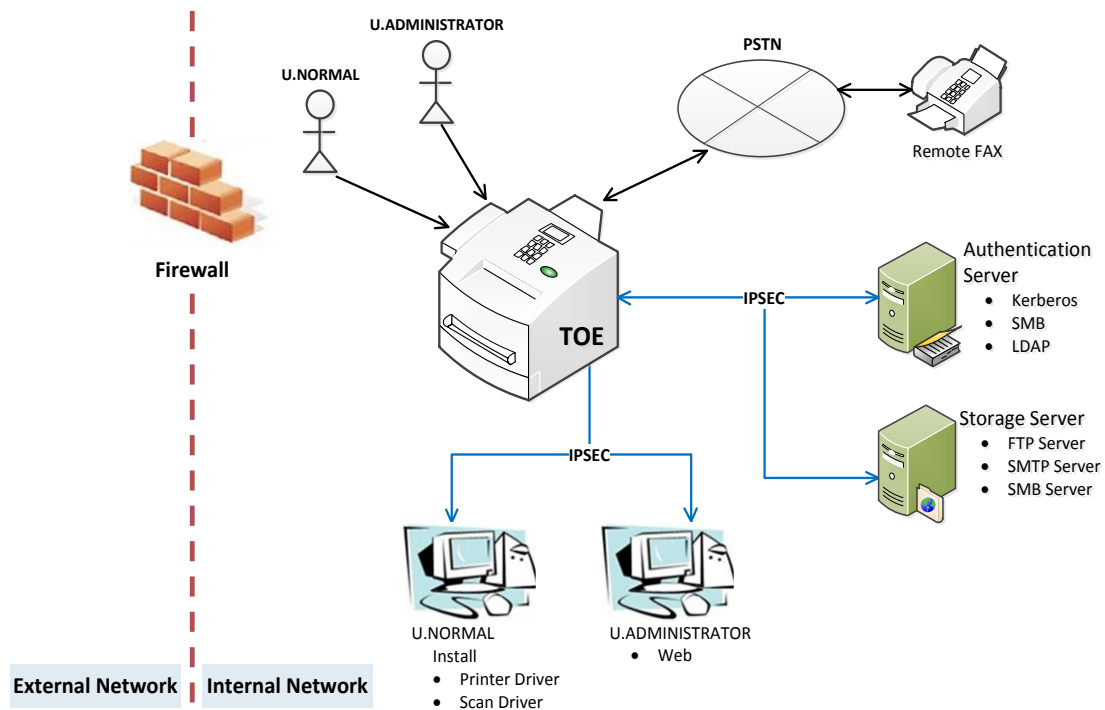 U.ADMINISTRATOR
U.NORMAL
PSTN
Remote FAX
Firewall
TOE
IPSEC
Authentication
Server
• Kerberos
• SMB
• LDAP
IPSEC
Storage Server
• FTP Server
• SMTP Server
• SMB Server
U.NORMAL
Install
• Printer Driver
• Scan Driver
U.ADMINISTRATOR
• Web
External Network
Internal Network